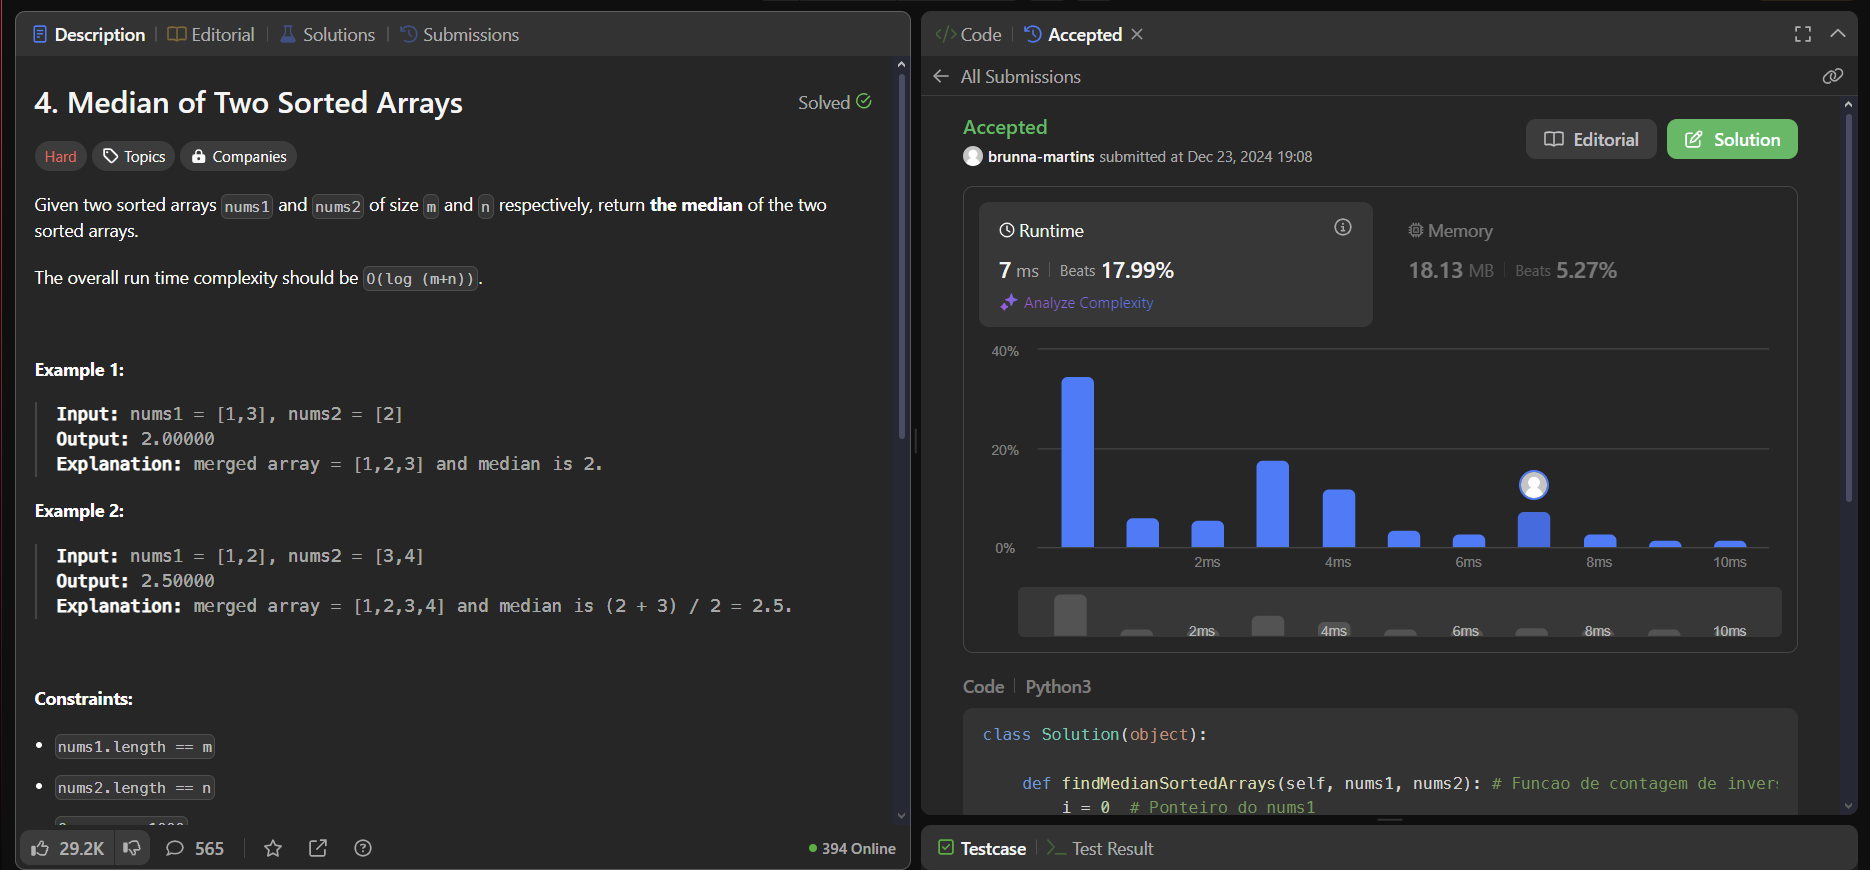 Description
Editorial
Solutions
Submissions
4. Median of Two Sorted Arrays
Solved
Hard
Topics
Companies
Given two sorted arrays nums1 and nums2 of size m and n respectively, return the median of the two
sorted arrays.
The overall run time complexity should be O(log (m+n)).
Example 1:
Input: nums1 = [1,3], nums2 = [2]
Output: 2.00000
Explanation: merged array = [1,2,3] and median is 2.
Example 2:
Input: nums1 = [1,2], nums2 = [3,4]
Output: 2.50000
Explanation: merged array = [1,2,3,4] and median is (2 + 3) / 2 = 2.5.
Constraints:
nums1.length == m
nums2.length == n
29.2K
565
394 Online
Code
Accepted
All Submissions
Accepted
brunna-martins submitted at Dec 23, 2024 19:08
Editorial
Solution
Runtime
7 ms Beats 17.99%
Analyze Complexity
Memory
18.13 MB Beats 5.27%
40%
20%
0%
2ms 4ms 6ms 8ms 10ms
2ms 4ms 6ms 8ms 10ms
Code Python3
class Solution(object):
def findMedianSortedArrays(self, nums1, nums2): # Funcao de contagem de invers
i = 0 # Ponteiro do nums1
Testcase
Test Result